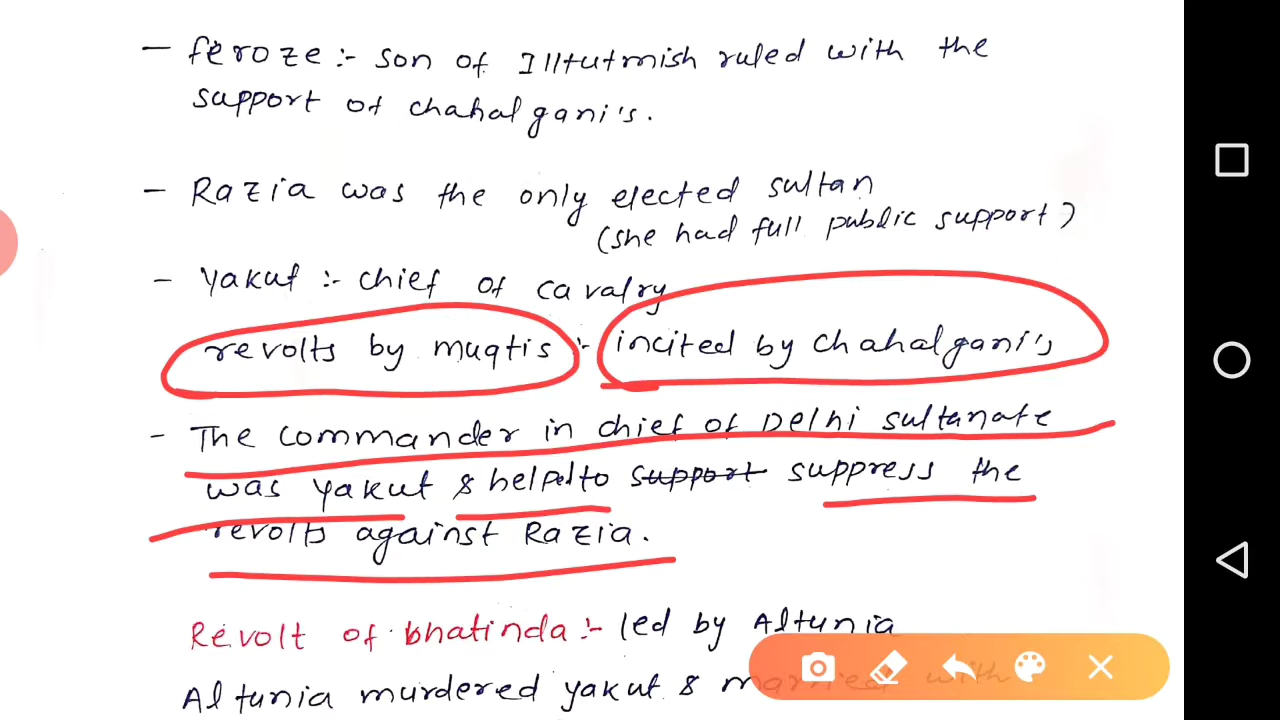 - Feroze :- son of Illtutmish ruled with the
support of chahalgani's.
- Razia was the only elected sultan
(she had full public support)
- Yakut :- chief of cavalry
revolts by muqtis :- incited by chahalgani's
- The commander in chief of Delhi sultanate
was yakut & helped to support suppress the
revolts against Razia.
Revolt of bhatinda :- led by Altunia
Altunia murdered yakut & married with